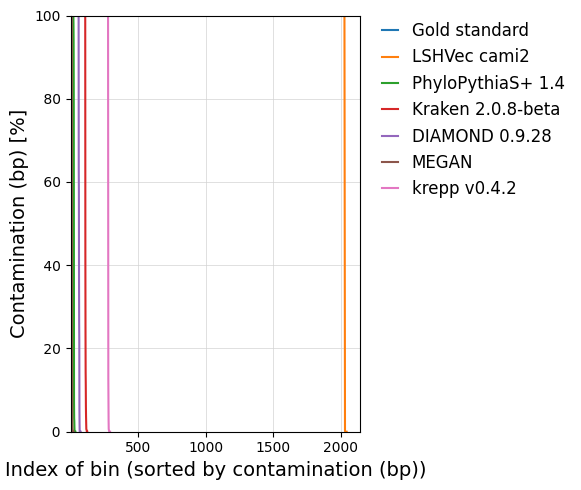 100
80
60
40
20
0
Contamination (bp) [%]
500 1000 1500 2000
Index of bin (sorted by contamination (bp))
Gold standard
LSHVec cami2
PhyloPythiaS+ 1.4
Kraken 2.0.8-beta
DIAMOND 0.9.28
MEGAN
krepp v0.4.2